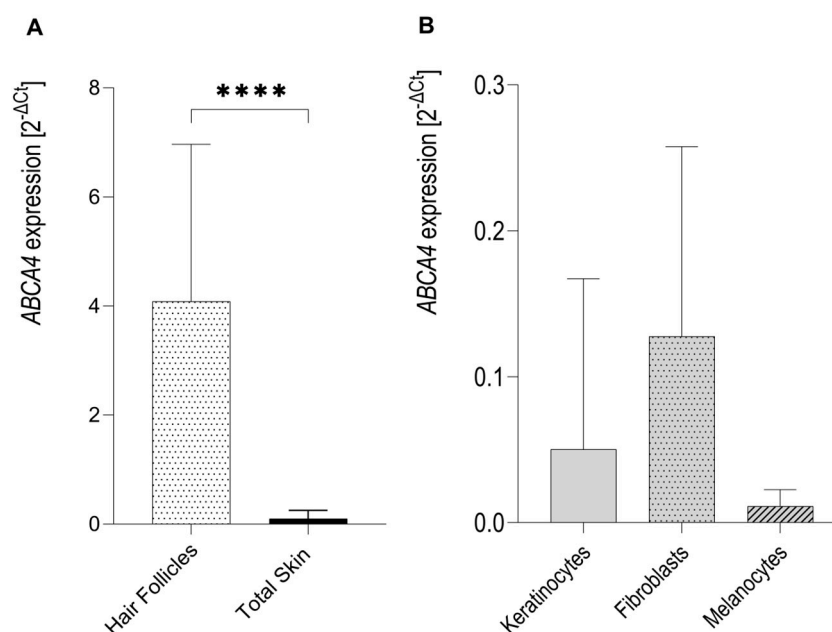 A
ABCA4 expression [2^-ΔCt]
8
6
4
2
0
****
Hair Follicles
Total Skin
B
ABCA4 expression [2^-ΔCt]
0.3
0.2
0.1
0.0
Keratinocytes
Fibroblasts
Melanocytes